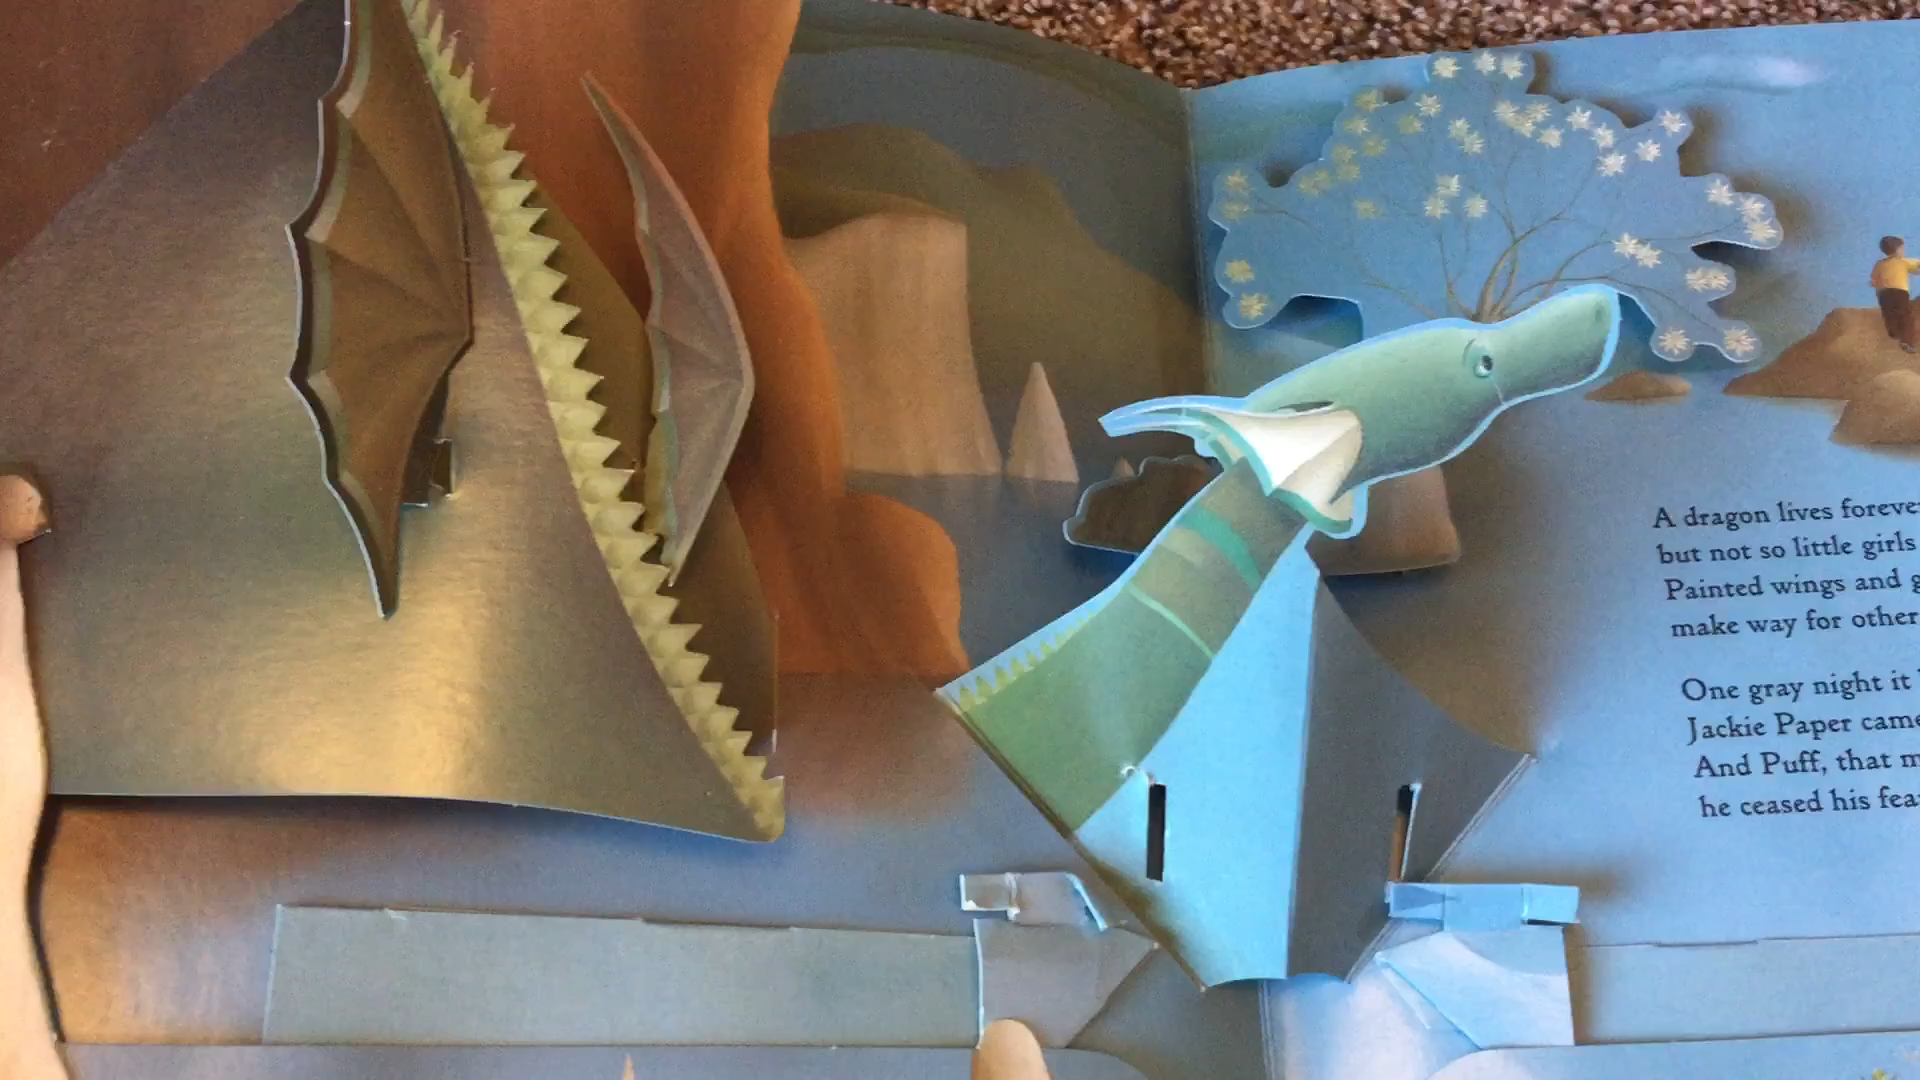 A dragon lives foreve
but not so little girls
Painted wings and g
make way for other
One gray night it
Jackie Paper came
And Puff, that m
he ceased his fea